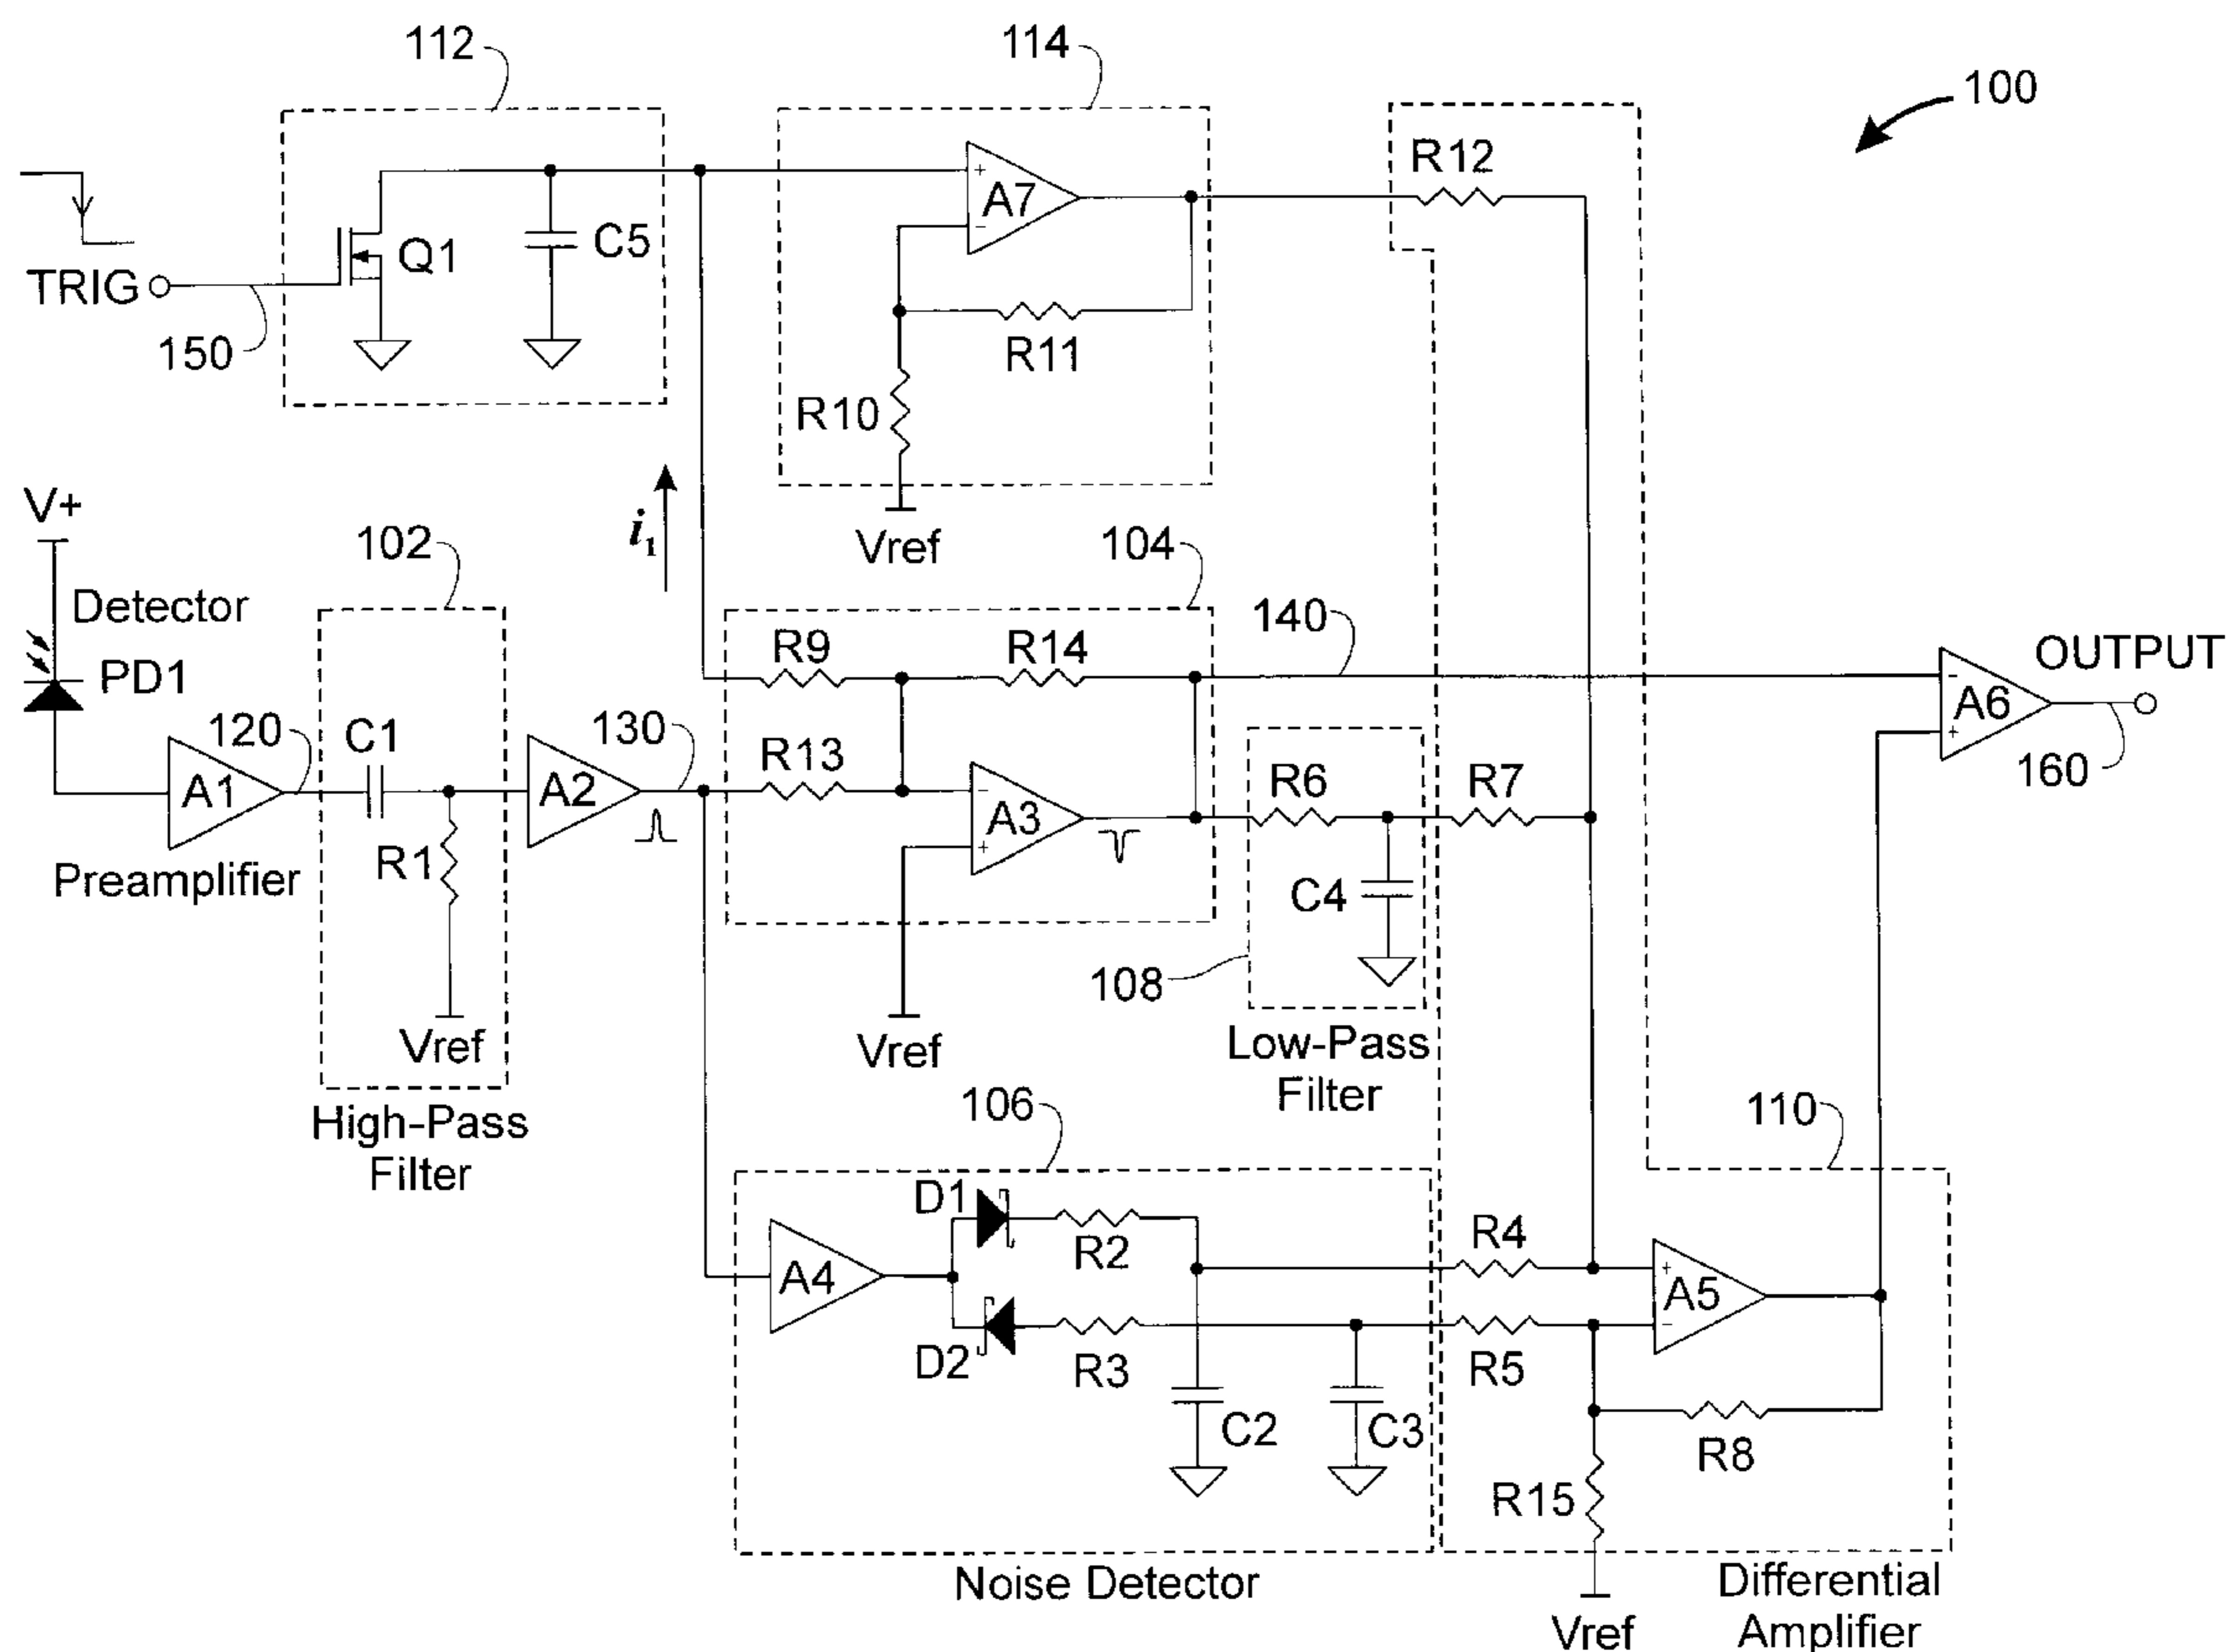 112
114
100
R12
A7
Q1
C5
TRIG
150
R11
R10
V+
i₁
Vref
102
104
Detector
PD1
R9
R14
140
OUTPUT
A6
120
C1
130
R13
R6
R7
160
A1
A2
A3
R1
C4
Preamplifier
108
Vref
Vref
Low-Pass
Filter
High-Pass
Filter
106
110
D1
R2
R4
A4
A5
D2
R3
R5
C2
C3
R8
R15
Noise Detector
Differential
Amplifier
Vref